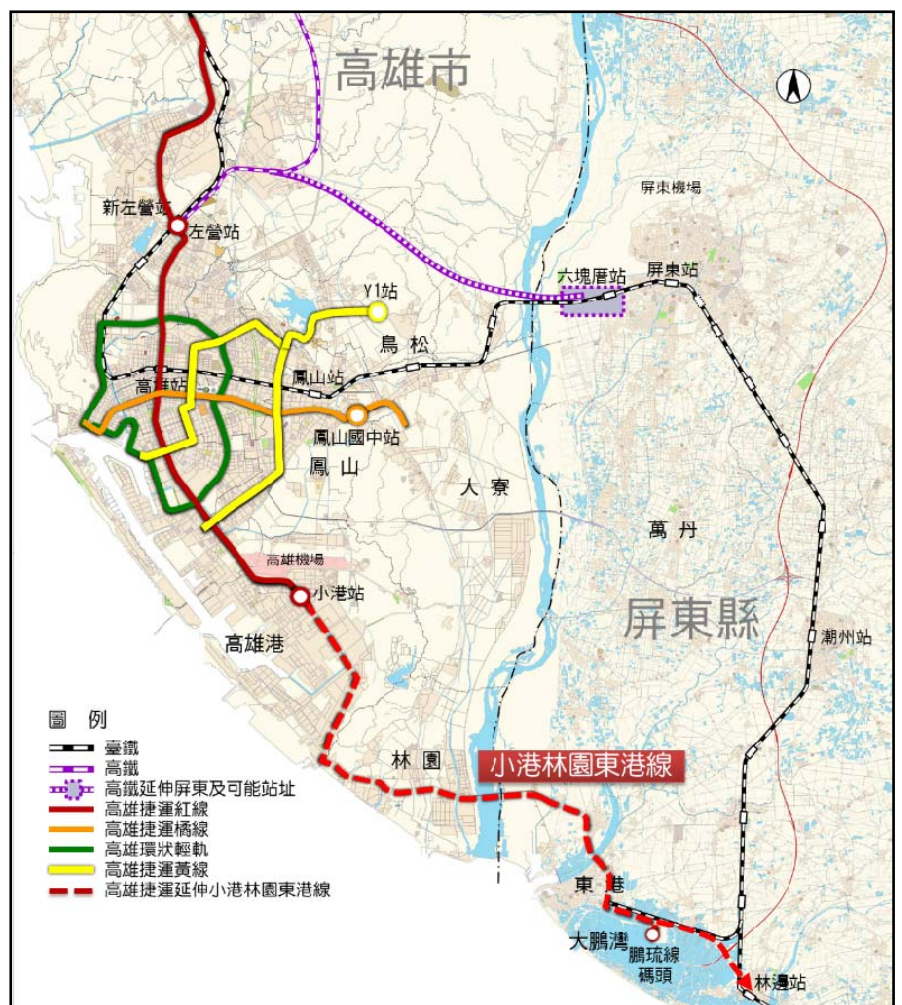 高雄市
屏東機場
新左營站
左營站
六塊厝站
屏東站
Y1站
鳥松
高雄站
鳳山站
鳳山國中站
鳳山
大寮
萬丹
高雄機場
小港站
屏東縣
高雄港
潮州站
圖例
臺鐵
高鐵
高鐵延伸屏東及可能站址
高雄捷運紅線
高雄捷運橘線
高雄環狀輕軌
高雄捷運黃線
高雄捷運延伸小港林園東港線
林園
小港林園東港線
東港
大鵬灣
鵬琉線
碼頭
林邊站